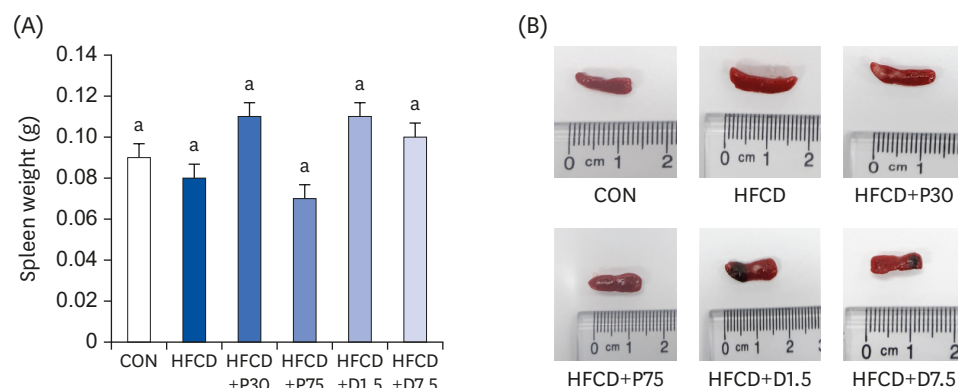 (A)
Spleen weight (g)
0.14
0.12
0.10
0.08
0.06
0.04
0.02
0
a
a
a
a
a
a
CON
HFCD
HFCD
+P30
HFCD
+P75
HFCD
+D1.5
HFCD
+D7.5
(B)
0 cm 1 2
0 cm 1 2
0 cm 1
CON
HFCD
HFCD+P30
0 cm 1 2
0 cm 1 2
0 cm 1 2
HFCD+P75
HFCD+D1.5
HFCD+D7.5